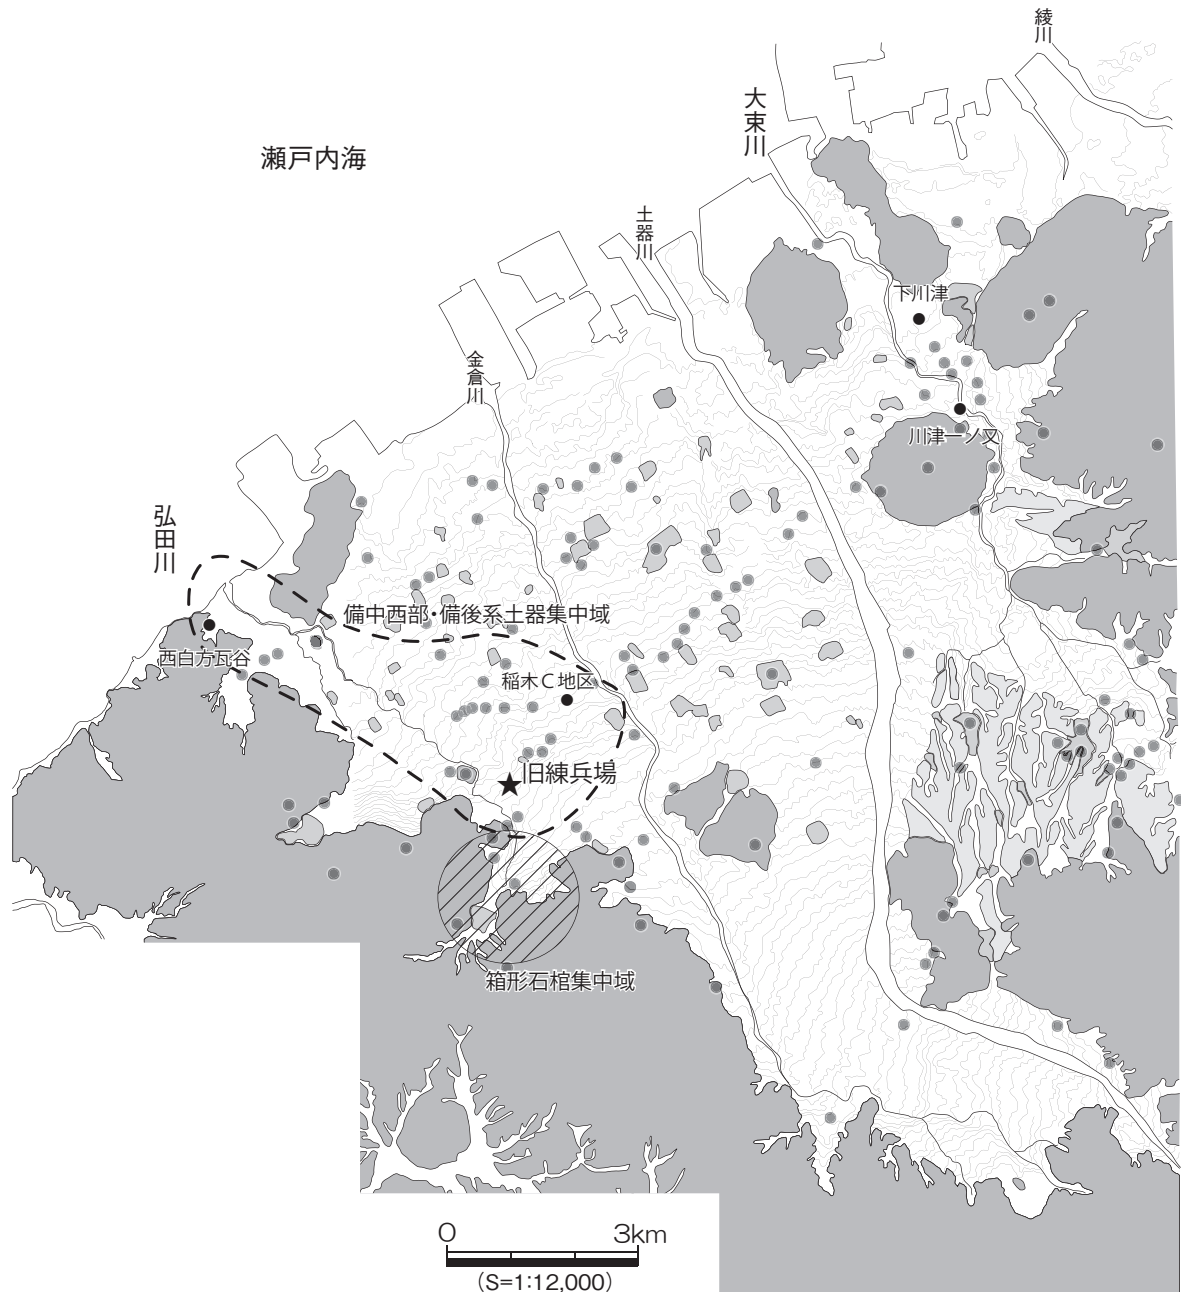 綾川
大束川
瀬戸内海
土器川
下川津
金倉川
川津一ノ又
弘田川
備中西部・備後系土器集中域
西白方瓦谷
稲木C地区
★旧練兵場
箱形石棺集中域
0 3km
(S=1:12,000)